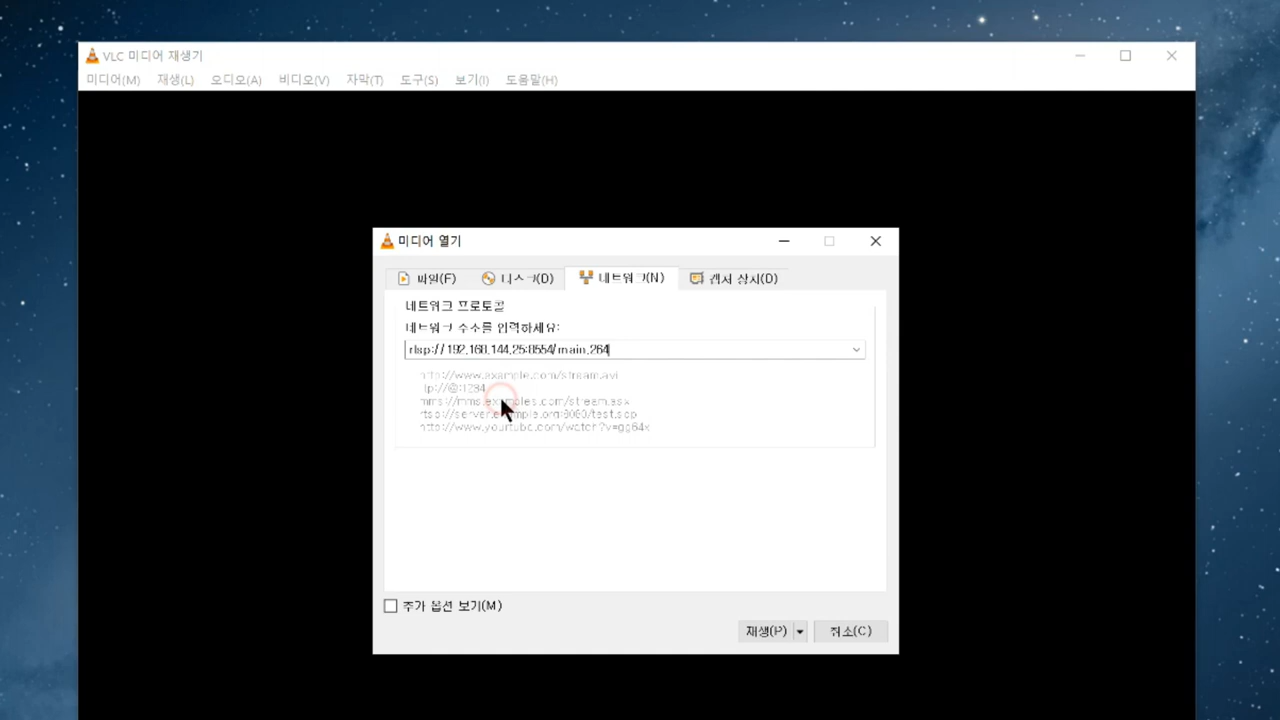 VLC 미디어 재생기
미디어(M) 재생(L) 오디오(A) 비디오(V) 자막(T) 도구(S) 보기(I) 도움말(H)
미디어 열기
파일(F) 디스크(D) 네트워크(N) 캡처 장치(D)
네트워크 프로토콜
네트워크 주소를 입력하세요:
rtsp://192.168.144.25:8554/main.264
http://www.example.com/stream.avi
rtp://@:1234
mms://mms.examples.com/stream.asx
rtsp://server.example.org:8080/test.sdp
http://www.yourtube.com/watch?v=gg64x
추가 옵션 보기(M)
재생(P) 취소(C)